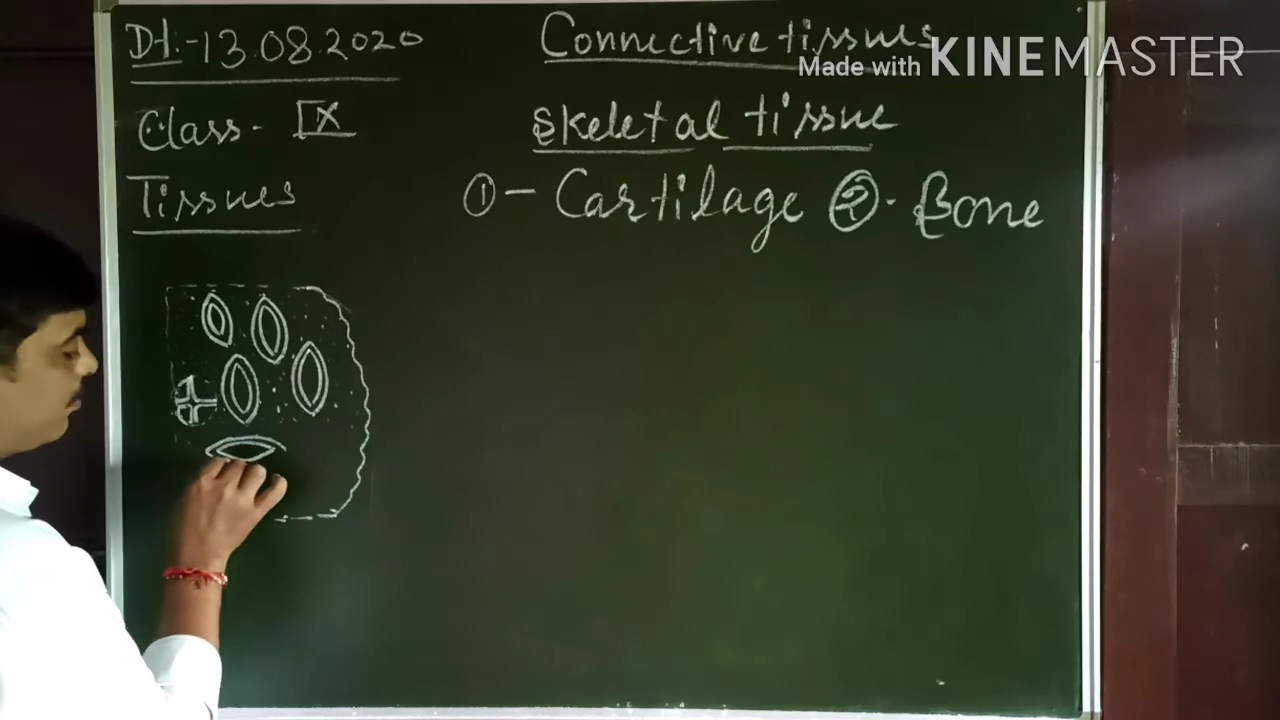 Dt.-13.08.2020
Connective tissues
Made with KINEMASTER
Class - IX
Skeletal tissue
Tissues
① - Cartilage ②. Bone